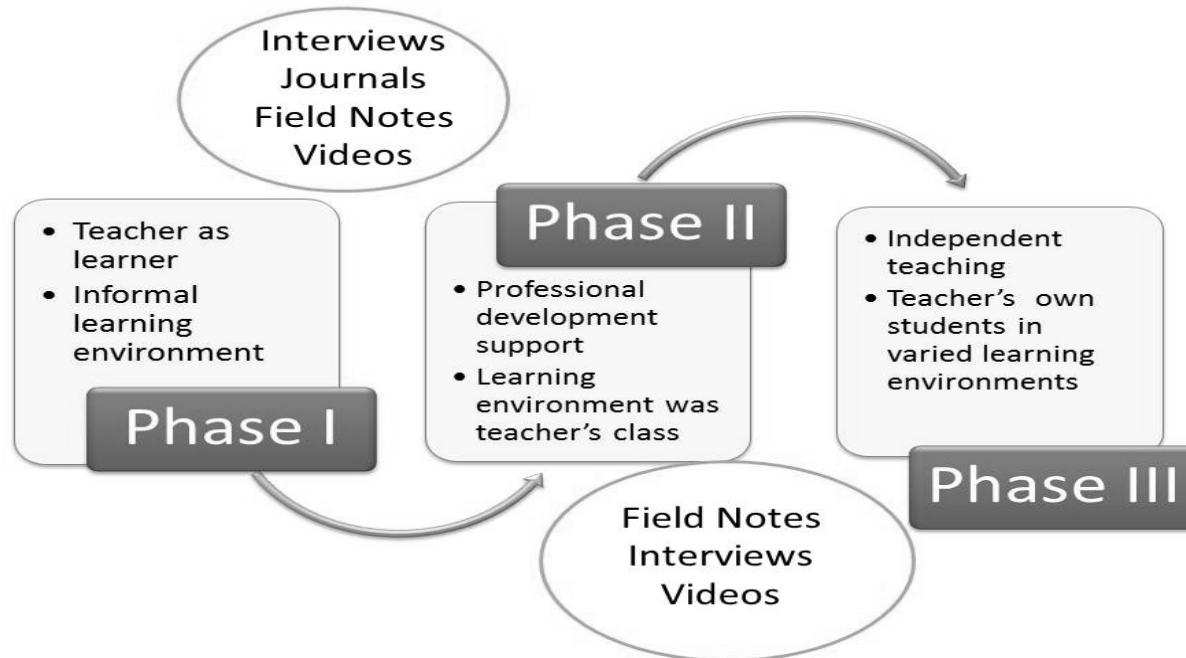 Interviews
Journals
Field Notes
Videos
• Teacher as
learner
• Informal
learning
environment
Phase I
Phase II
• Professional
development
support
• Learning
environment was
teacher’s class
Field Notes
Interviews
Videos
• Independent
teaching
• Teacher’s own
students in
varied learning
environments
Phase III